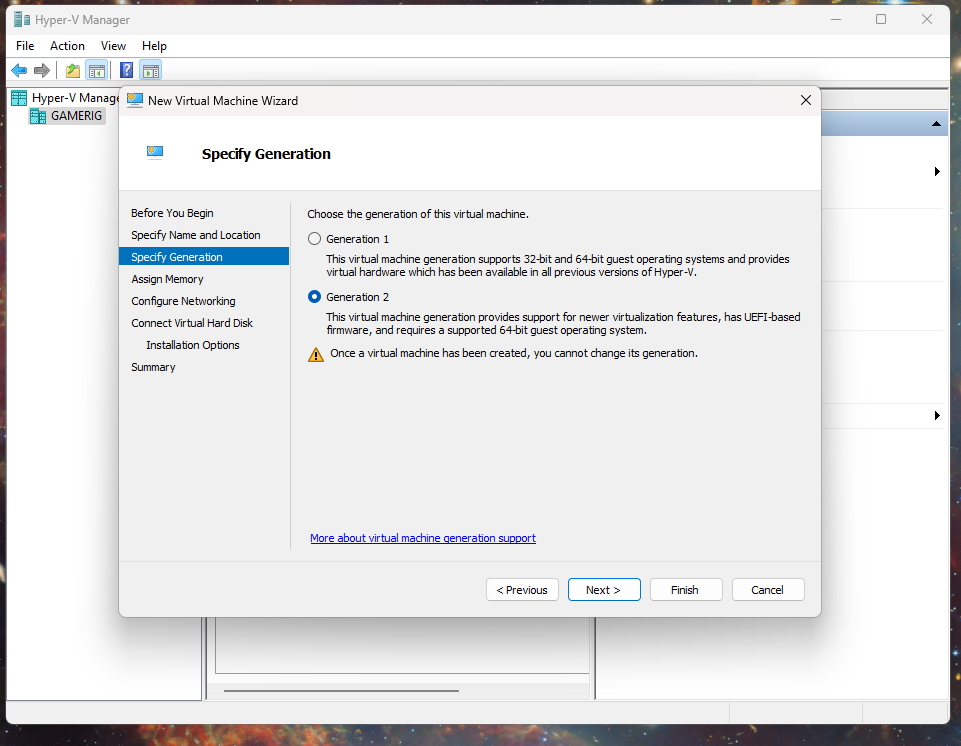 Hyper-V Manager
File Action View Help
Hyper-V Manage
GAMERIG
New Virtual Machine Wizard
Specify Generation
Before You Begin
Specify Name and Location
Specify Generation
Assign Memory
Configure Networking
Connect Virtual Hard Disk
Installation Options
Summary
Choose the generation of this virtual machine.
Generation 1
This virtual machine generation supports 32-bit and 64-bit guest operating systems and provides
virtual hardware which has been available in all previous versions of Hyper-V.
Generation 2
This virtual machine generation provides support for newer virtualization features, has UEFI-based
firmware, and requires a supported 64-bit guest operating system.
Once a virtual machine has been created, you cannot change its generation.
More about virtual machine generation support
< Previous
Next >
Finish
Cancel